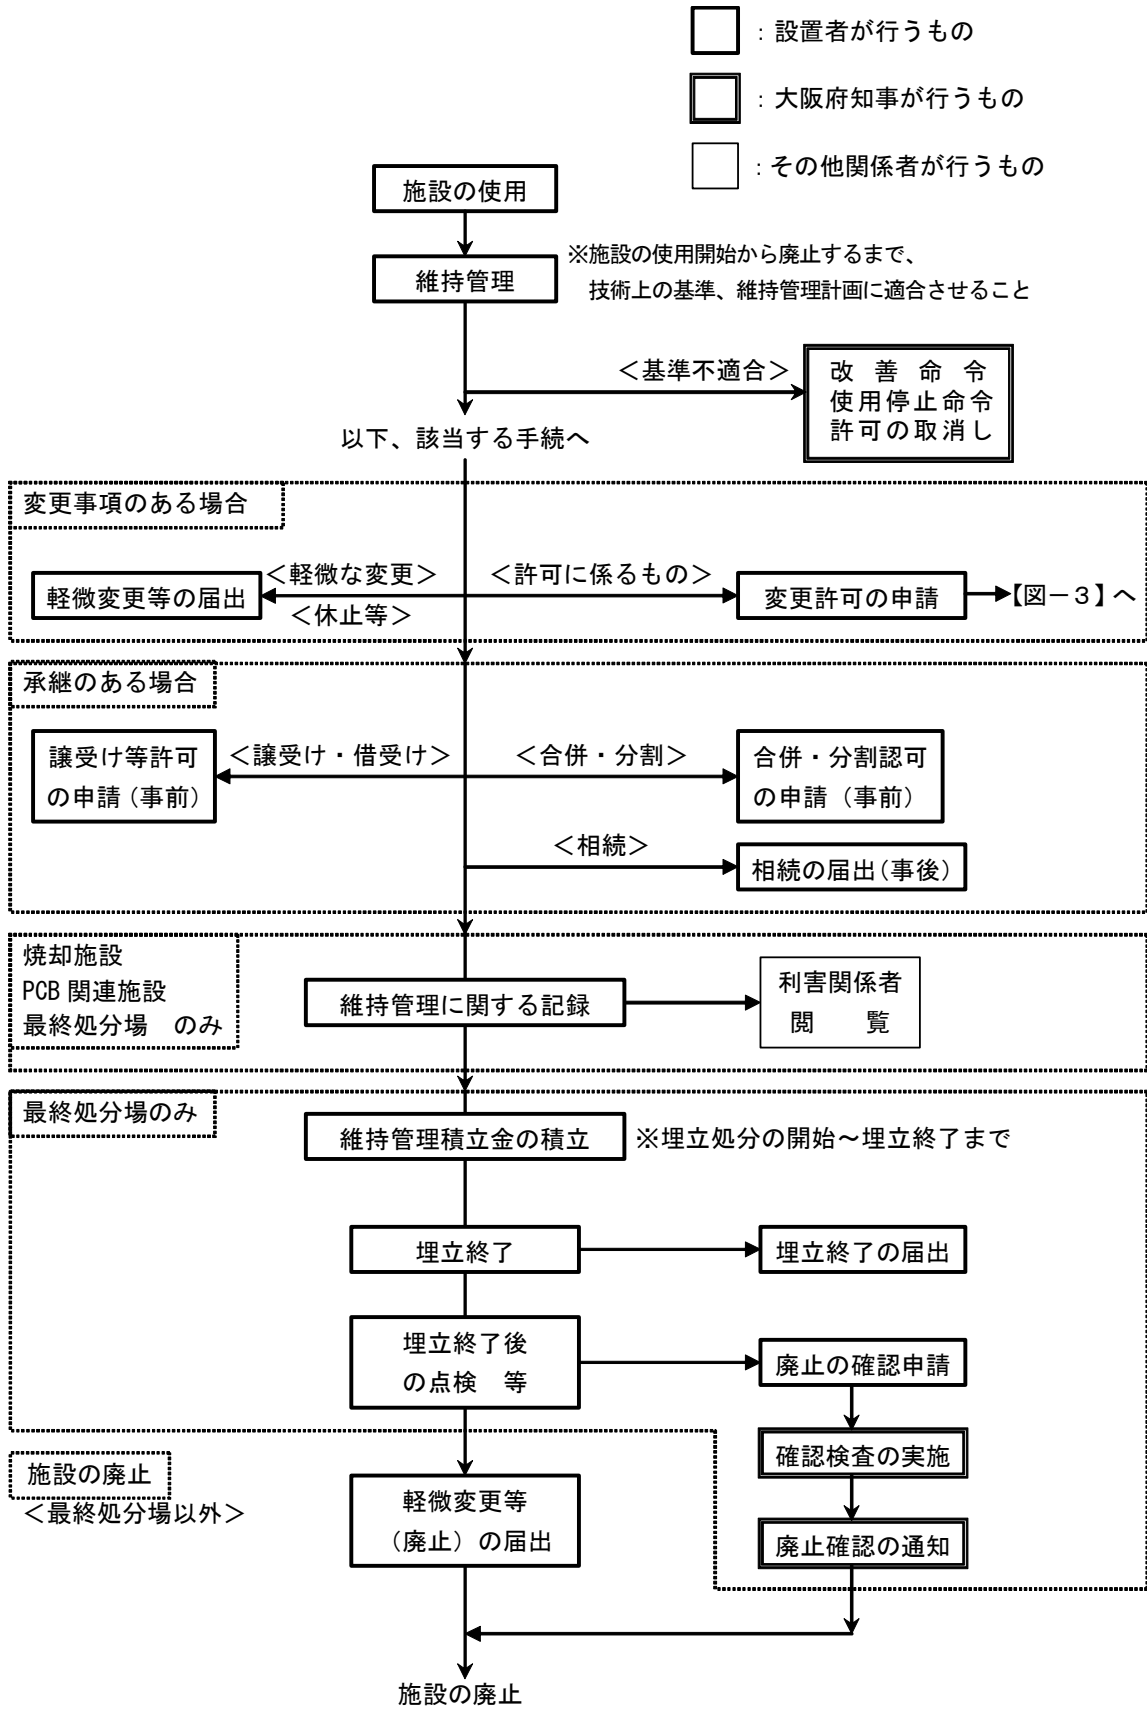 ：設置者が行うもの
：大阪府知事が行うもの
：その他関係者が行うもの
施設の使用
維持管理
※施設の使用開始から廃止するまで、
技術上の基準、維持管理計画に適合させること
＜基準不適合＞
改善命令
使用停止命令
許可の取消し
以下、該当する手続へ
変更事項のある場合
＜軽微な変更＞
＜許可に係るもの＞
軽微変更等の届出
＜休止等＞
変更許可の申請
【図－３】へ
承継のある場合
譲受け等許可
の申請（事前）
＜譲受け・借受け＞
＜合併・分割＞
合併・分割認可
の申請（事前）
＜相続＞
相続の届出（事後）
焼却施設
PCB 関連施設
最終処分場　のみ
維持管理に関する記録
利害関係者
閲　　覧
最終処分場のみ
維持管理積立金の積立
※埋立処分の開始～埋立終了まで
埋立終了
埋立終了の届出
埋立終了後
の点検　等
廃止の確認申請
確認検査の実施
廃止確認の通知
施設の廃止
＜最終処分場以外＞
軽微変更等
（廃止）の届出
施設の廃止